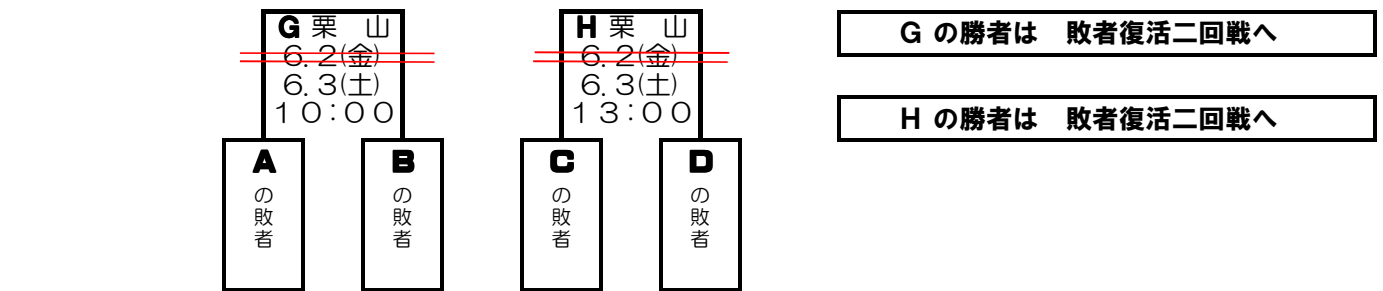 G 栗　山
６．２(金)
６．３(土)
１０：００
H 栗　山
６．２(金)
６．３(土)
１３：００
G の勝者は　敗者復活二回戦へ
H の勝者は　敗者復活二回戦へ
A
の敗者
B
の敗者
C
の敗者
D
の敗者